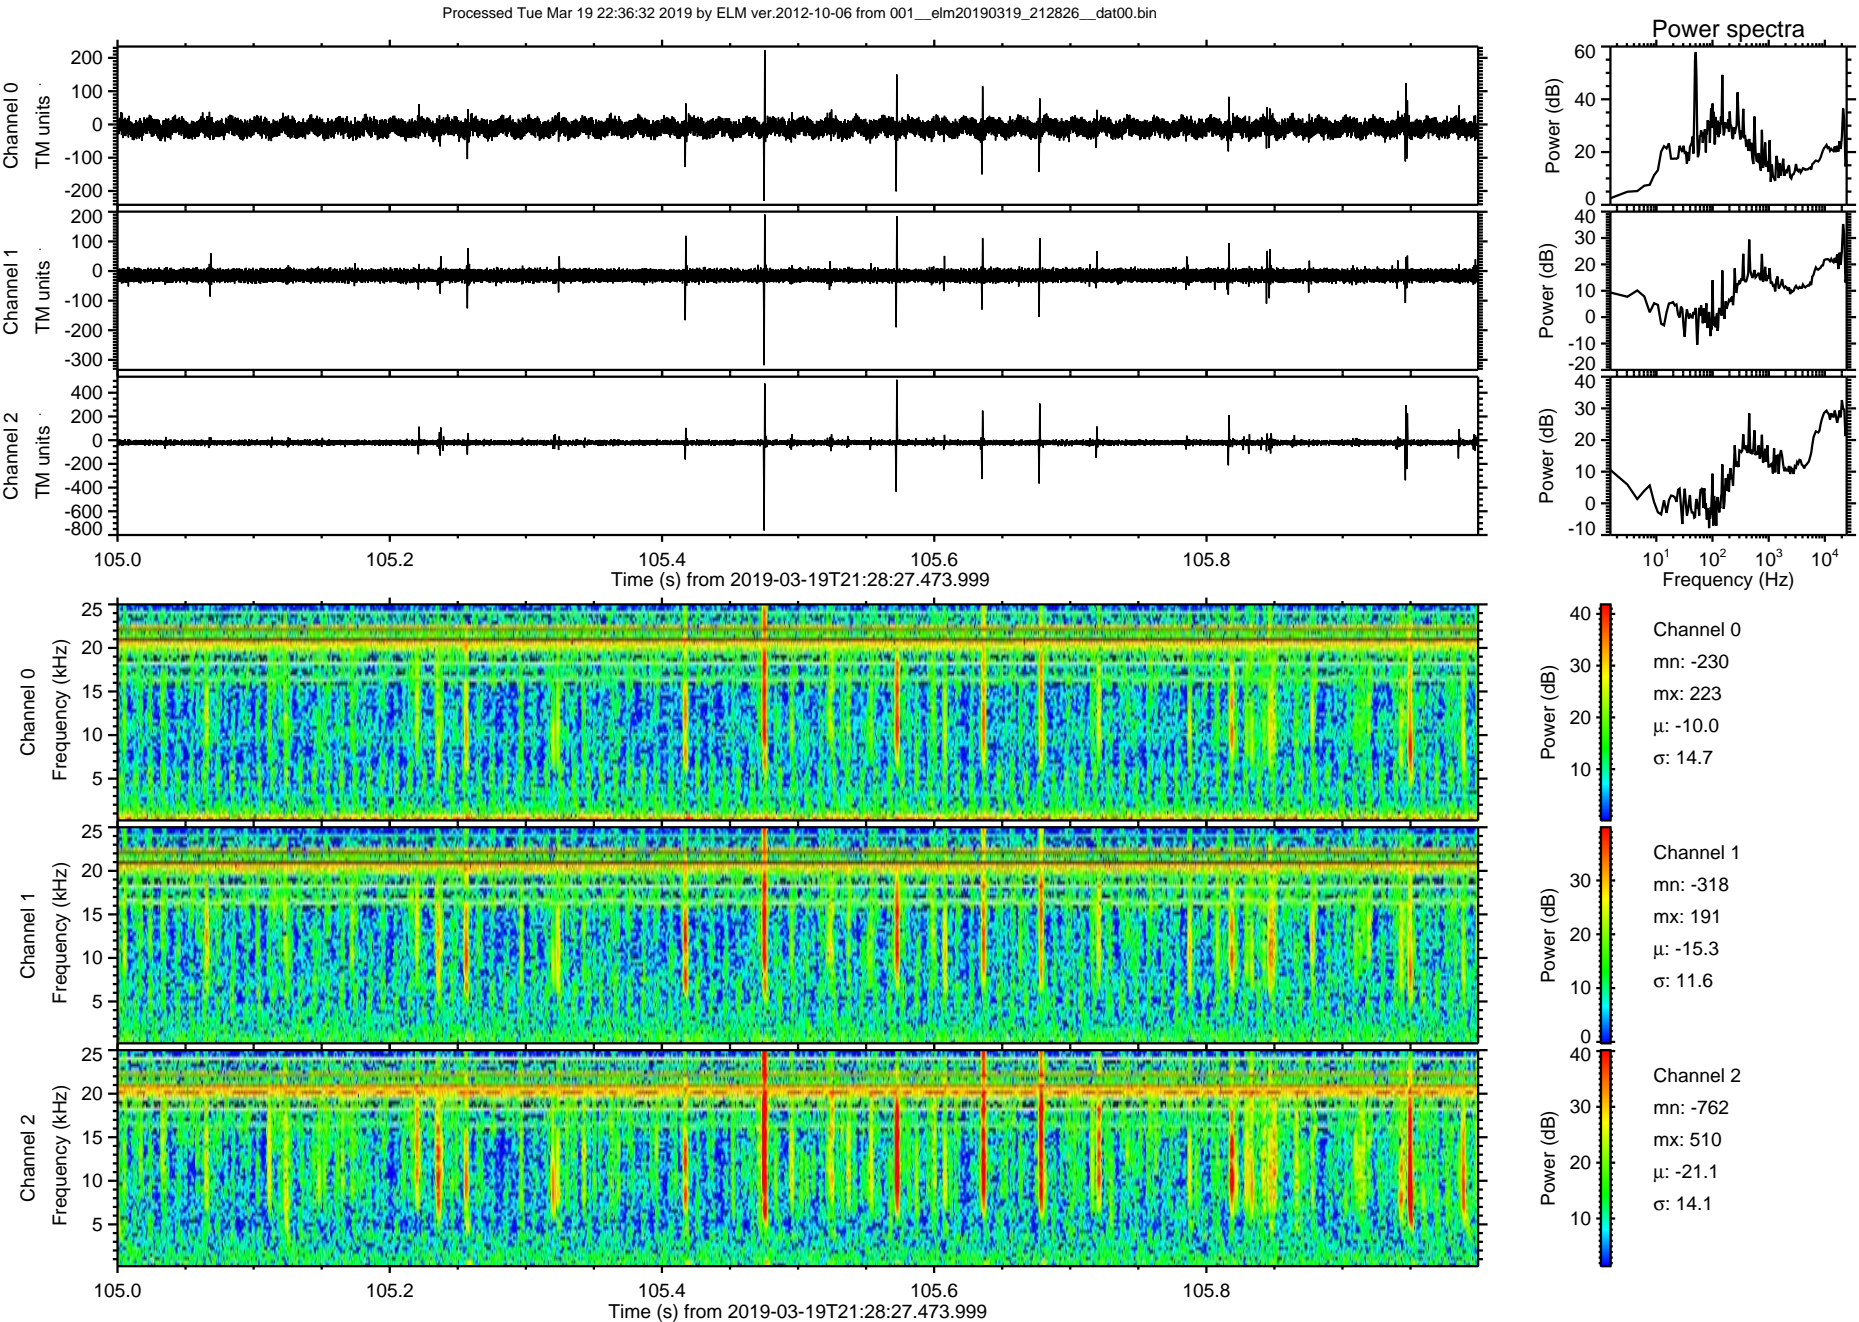 Processed Tue Mar 19 22:36:32 2019 by ELM ver.2012-10-06 from 001__elm20190319_212826__dat00.bin
Power spectra
Channel 0
TM units
200
100
0
-100
-200
Power (dB)
60
40
20
0
Channel 1
TM units
200
100
0
-100
-200
-300
Power (dB)
40
30
20
10
0
-10
-20
Channel 2
TM units
400
200
0
-200
-400
-600
-800
Power (dB)
40
30
20
10
0
-10
105.0 105.2 105.4 105.6 105.8
Time (s) from 2019-03-19T21:28:27.473.999
10^1 10^2 10^3 10^4
Frequency (Hz)
Channel 0
Frequency (kHz)
25
20
15
10
5
Power (dB)
40
30
20
10
Channel 0
mn: -230
mx: 223
μ: -10.0
σ: 14.7
Channel 1
Frequency (kHz)
25
20
15
10
5
Power (dB)
30
20
10
0
Channel 1
mn: -318
mx: 191
μ: -15.3
σ: 11.6
Channel 2
Frequency (kHz)
25
20
15
10
5
Power (dB)
40
30
20
10
Channel 2
mn: -762
mx: 510
μ: -21.1
σ: 14.1
105.0 105.2 105.4 105.6 105.8
Time (s) from 2019-03-19T21:28:27.473.999